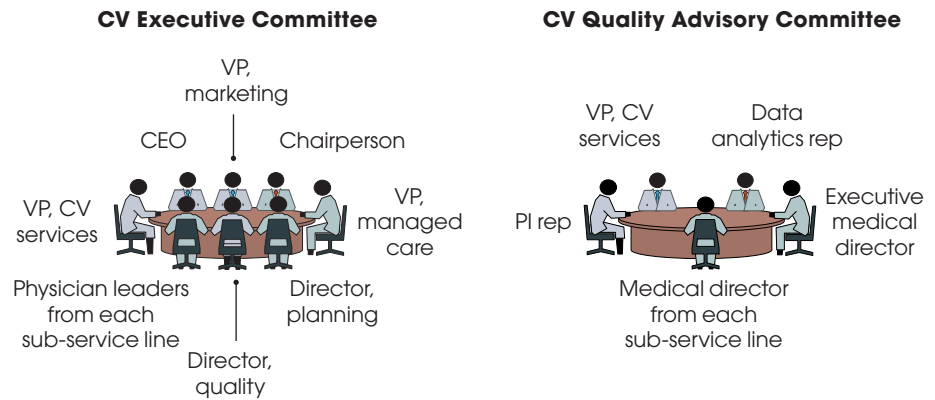 CV Executive Committee
VP,
marketing
CEO
Chairperson
VP, CV
services
VP,
managed
care
Physician leaders
from each
sub-service line
Director,
planning
Director,
quality
CV Quality Advisory Committee
VP, CV
services
Data
analytics rep
PI rep
Executive
medical
director
Medical director
from each
sub-service line